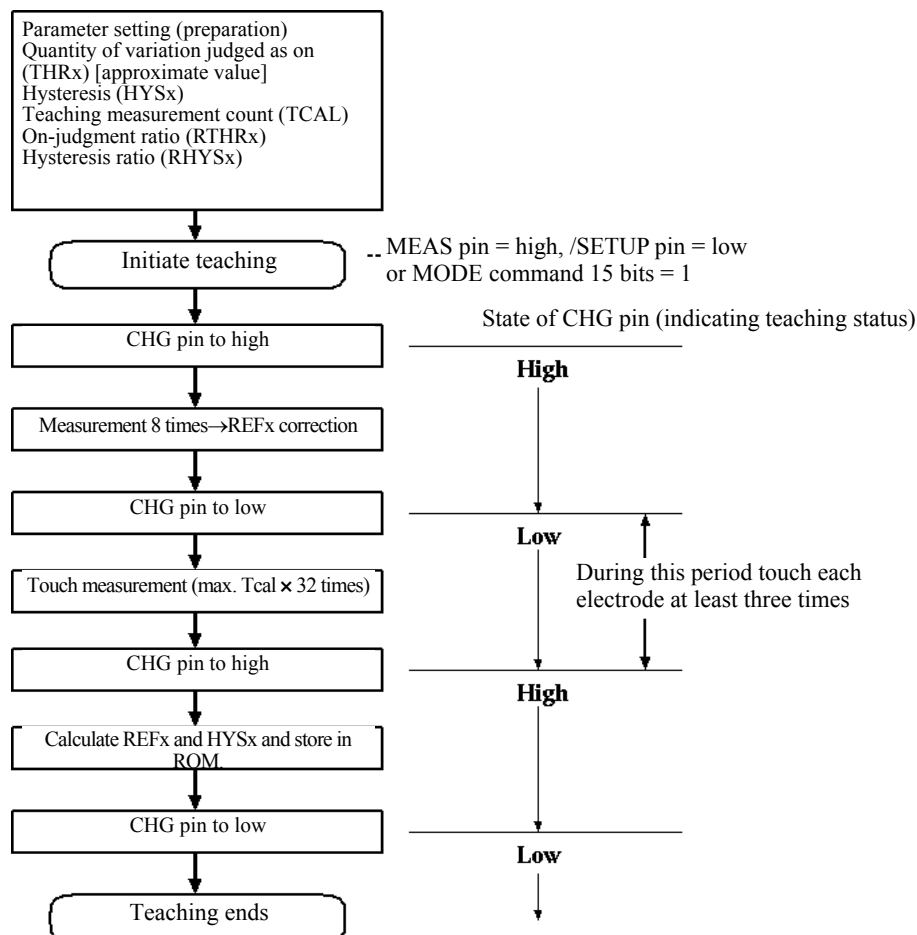 Parameter setting (preparation)
Quantity of variation judged as on
(THRx) [approximate value]
Hysteresis (HYSx)
Teaching measurement count (TCAL)
On-judgment ratio (RTHRx)
Hysteresis ratio (RHYSx)
Initiate teaching
-- MEAS pin = high, /SETUP pin = low
or MODE command 15 bits = 1
State of CHG pin (indicating teaching status)
CHG pin to high
High
Measurement 8 times→REFx correction
CHG pin to low
Low
Touch measurement (max. Tcal × 32 times)
During this period touch each
electrode at least three times
CHG pin to high
High
Calculate REFx and HYSx and store in
ROM.
CHG pin to low
Low
Teaching ends